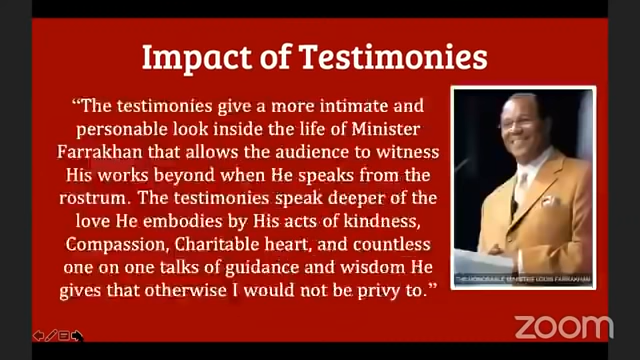 Impact of Testimonies
“The testimonies give a more intimate and
personable look inside the life of Minister
Farrakhan that allows the audience to witness
His works beyond when He speaks from the
rostrum. The testimonies speak deeper of the
love He embodies by His acts of kindness,
Compassion, Charitable heart, and countless
one on one talks of guidance and wisdom He
gives that otherwise I would not be privy to.”
THE HONORABLE MINISTER LOUIS FARRAKHAN
zoom